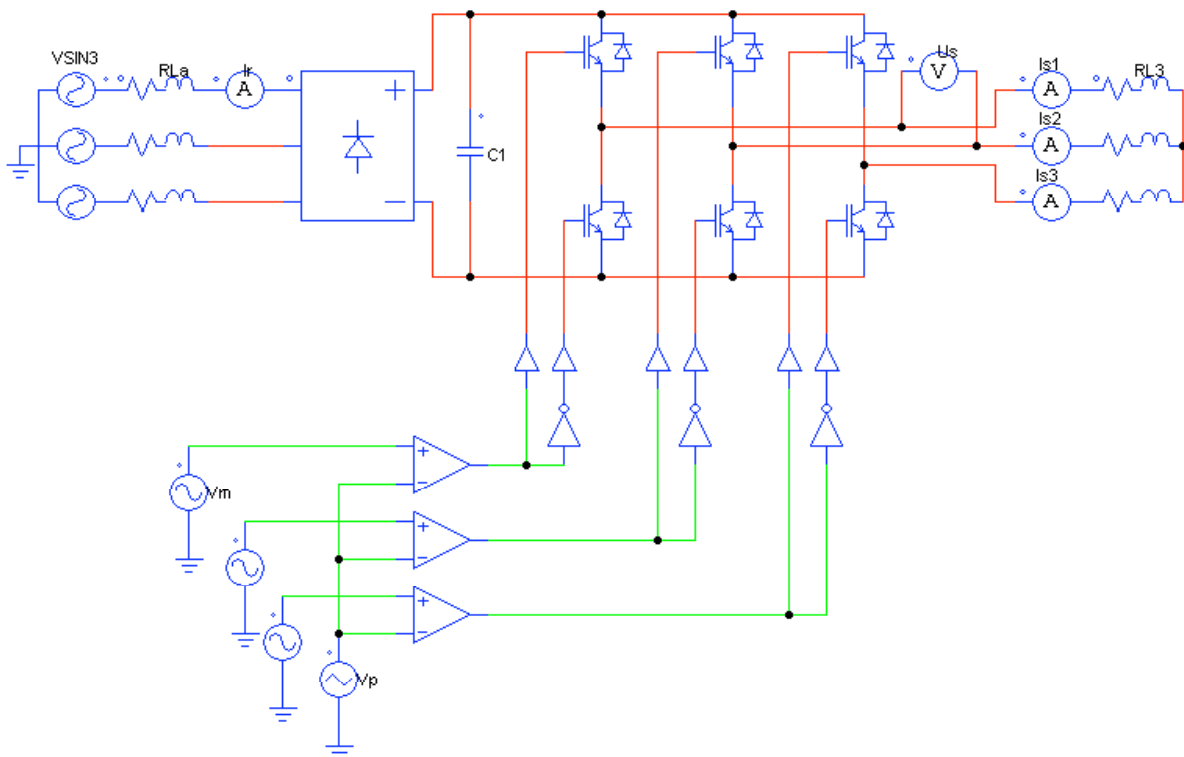 VSIN3
RLa
Ir
A
+
−
C1
Us
V
Is1
A
RL3
Is2
A
Is3
A
Vm
+
−
+
−
+
−
Vp